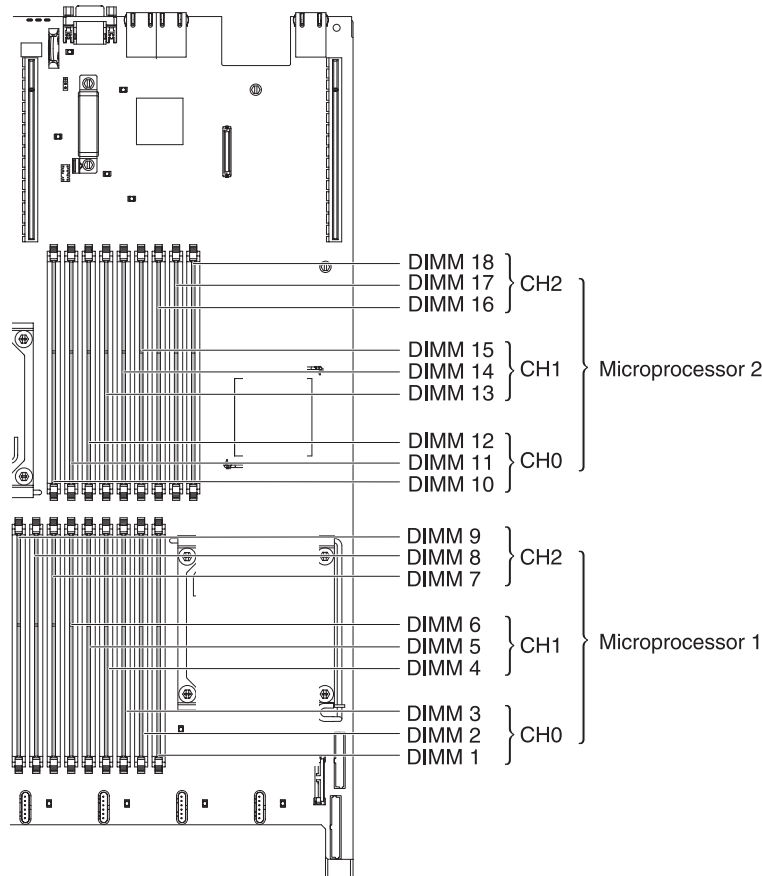 DIMM 18
DIMM 17
CH2
DIMM 16
DIMM 15
DIMM 14
CH1
Microprocessor 2
DIMM 13
DIMM 12
DIMM 11
CH0
DIMM 10
DIMM 9
DIMM 8
CH2
DIMM 7
DIMM 6
DIMM 5
CH1
Microprocessor 1
DIMM 4
DIMM 3
DIMM 2
CH0
DIMM 1